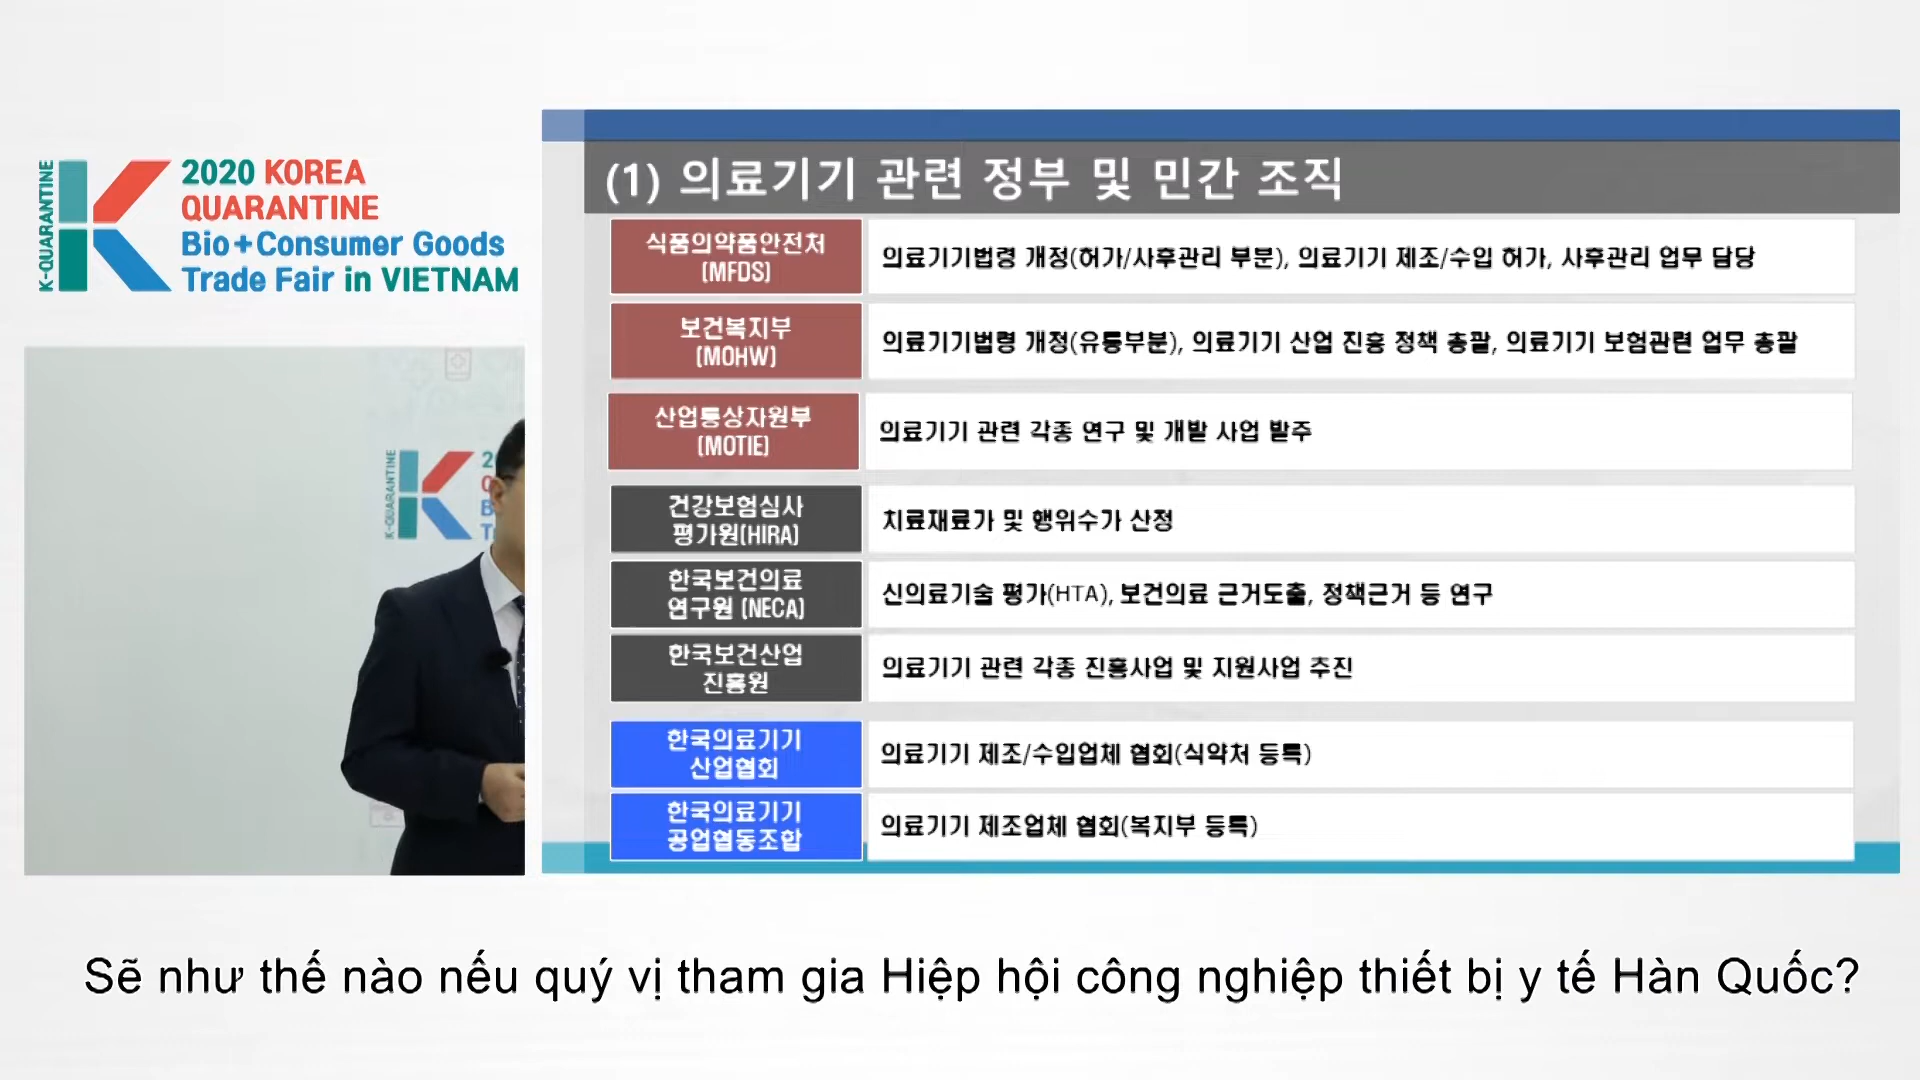 K-QUARANTINE
2020 KOREA
QUARANTINE
Bio+Consumer Goods
Trade Fair in VIETNAM
K-QUARANTINE
(1) 의료기기 관련 정부 및 민간 조직
식품의약품안전처
(MFDS)
의료기기법령 개정(허가/사후관리 부분), 의료기기 제조/수입 허가, 사후관리 업무 담당
보건복지부
(MOHW)
의료기기법령 개정(유통부분), 의료기기 산업 진흥 정책 총괄, 의료기기 보험관련 업무 총괄
산업통상자원부
(MOTIE)
의료기기 관련 각종 연구 및 개발 사업 발주
건강보험심사
평가원(HIRA)
치료재료가 및 행위수가 산정
한국보건의료
연구원 (NECA)
신의료기술 평가(HTA), 보건의료 근거도출, 정책근거 등 연구
한국보건산업
진흥원
의료기기 관련 각종 진흥사업 및 지원사업 추진
한국의료기기
산업협회
의료기기 제조/수입업체 협회(식약처 등록)
한국의료기기
공업협동조합
의료기기 제조업체 협회(복지부 등록)
Sẽ như thế nào nếu quý vị tham gia Hiệp hội công nghiệp thiết bị y tế Hàn Quốc?